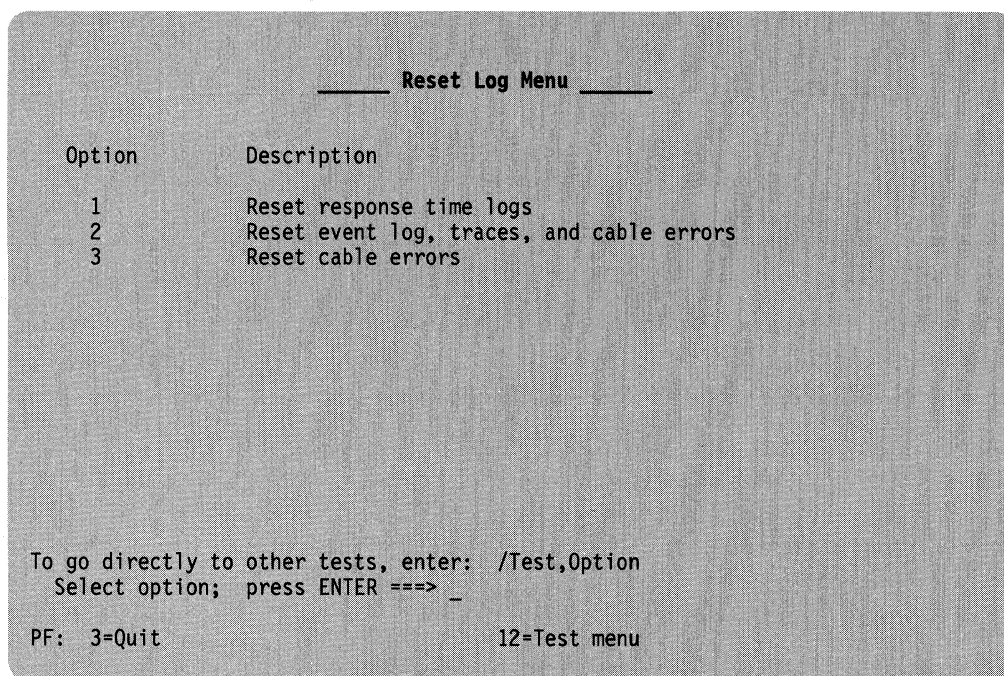 ______ Reset Log Menu ______
Option Description
1 Reset response time logs
2 Reset event log, traces, and cable errors
3 Reset cable errors
To go directly to other tests, enter: /Test,Option
Select option; press ENTER ===> _
PF: 3=Quit 12=Test menu